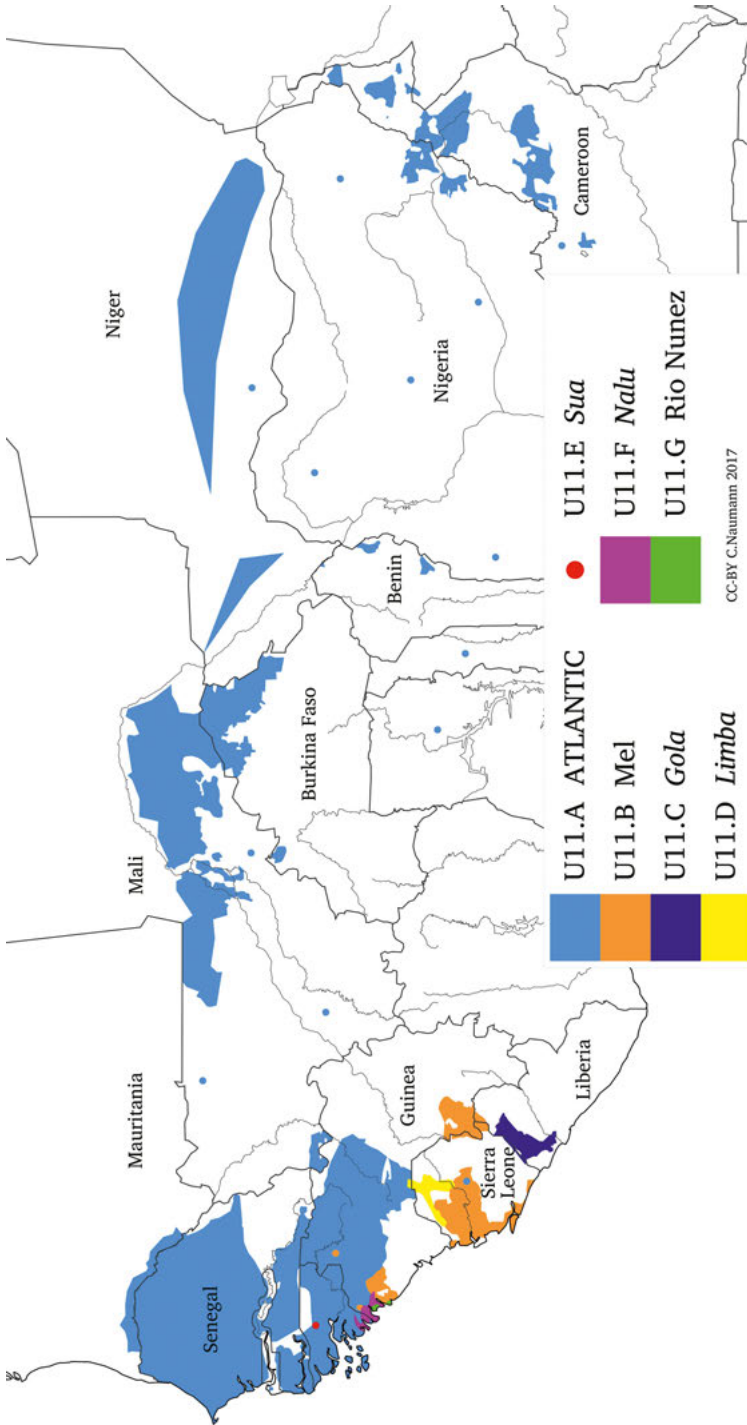 Niger
Mali
Mauritania
Senegal
Burkina Faso
Benin
Nigeria
Cameroon
Guinea
Sierra
Leone
Liberia
U11.A ATLANTIC
U11.B Mel
U11.C Gola
U11.D Limba
U11.E Sua
U11.F Nalu
U11.G Rio Nunez
CC-BY C.Naumann 2017